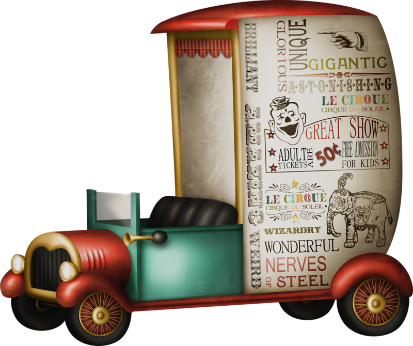 BRILLIANT
WEIRD
GLORIOUS
UNIQUE
GIGANTIC
ASTONISHING
LE CIRQUE
CIRQUE DU SOLEIL
GREAT SHOW
ADULT
TICKETS
ARE
50¢
FREE ADMISSION
FOR KIDS
LE CIRQUE
CIRQUE DU SOLEIL
WIZARDRY
WONDERFUL
NERVES
OF STEEL